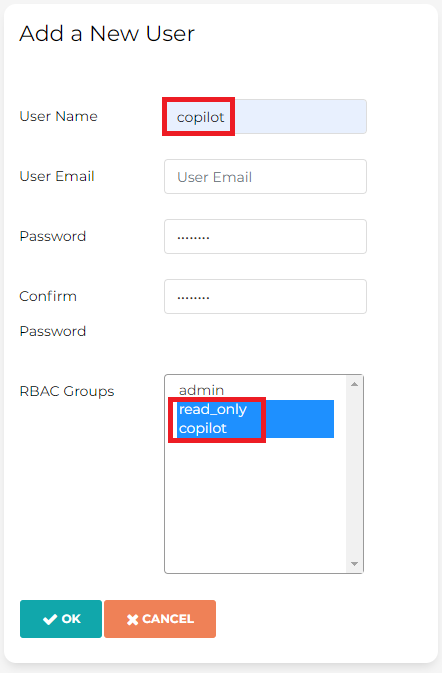 Add a New User
User Name
copilot
User Email
User Email
Password
........
Confirm
Password
........
RBAC Groups
admin
read_only
copilot
OK
CANCEL